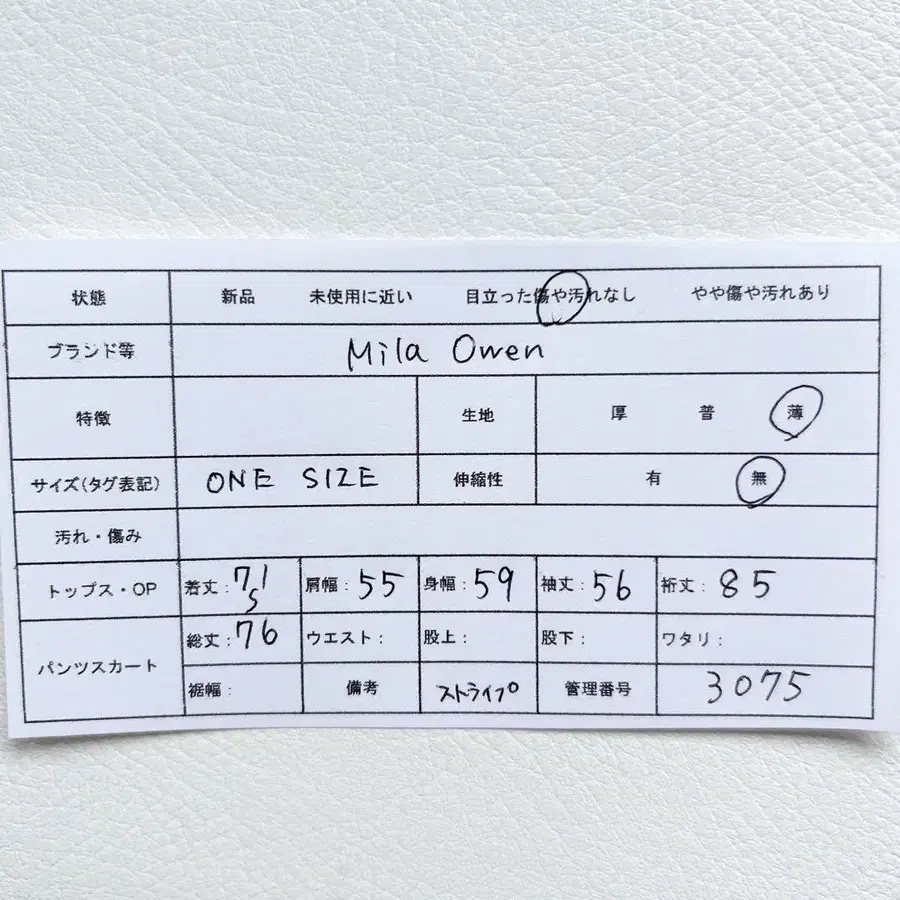 状態 新品 未使用に近い 目立った傷や汚れなし やや傷や汚れあり
ブランド等 Mila Owen
特徴 生地 厚 普 薄
サイズ(タグ表記) ONE SIZE 伸縮性 有 無
汚れ・傷み
トップス・OP 着丈:71 肩幅:55 身幅:59 袖丈:56 裄丈:85
S
パンツスカート 総丈:76 ウエスト: 股上: 股下: ワタリ:
裾幅: 備考 ストライプ 管理番号 3075